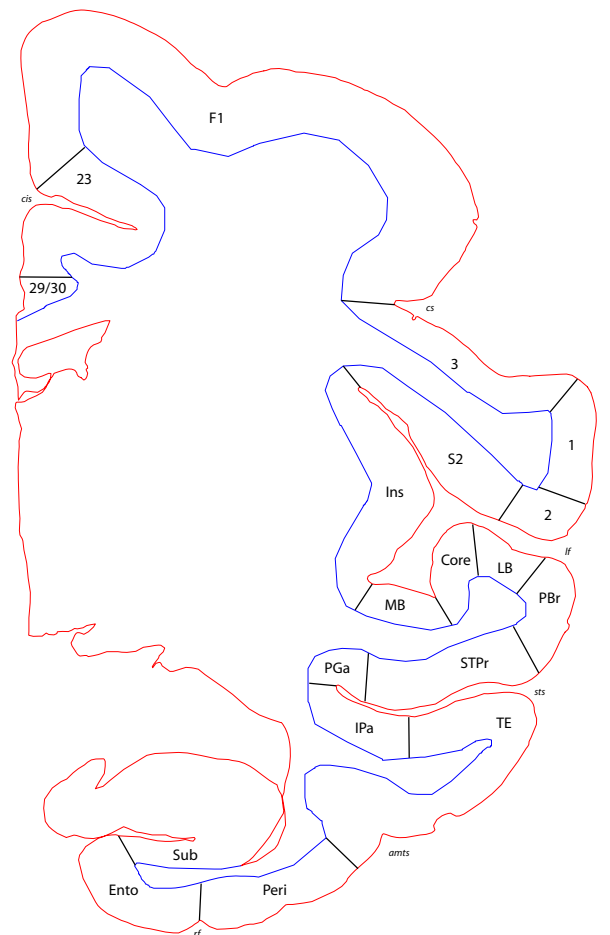 F1
23
cis
29/30
cs
3
1
S2
Ins
2
lf
Core
LB
MB
PBr
PGa
STPr
sts
IPa
TE
amts
Sub
Ento
Peri
rf